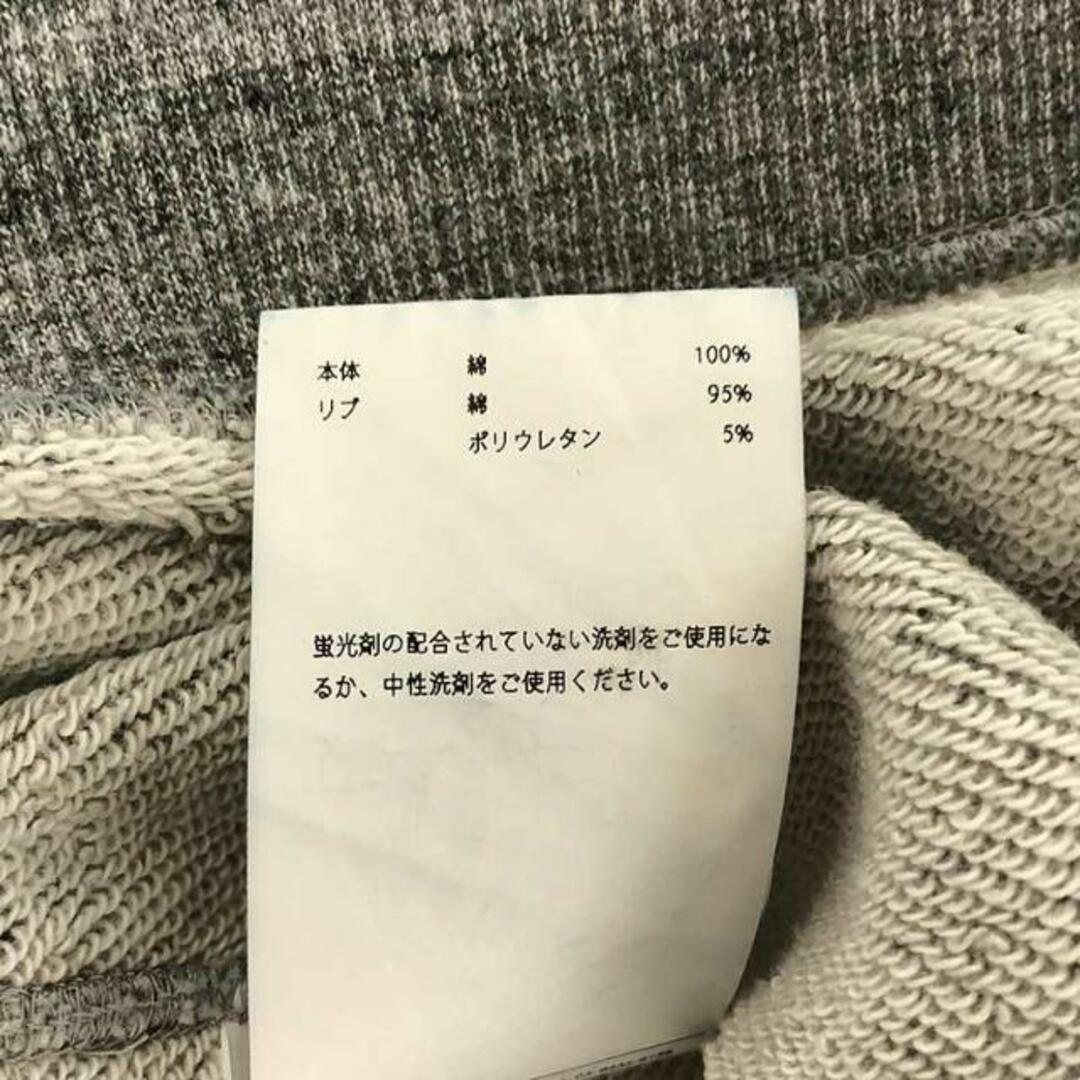 本体 綿 100%
リブ 綿 95%
ポリウレタン 5%
蛍光剤の配合されていない洗剤をご使用にな
るか、中性洗剤をご使用ください。